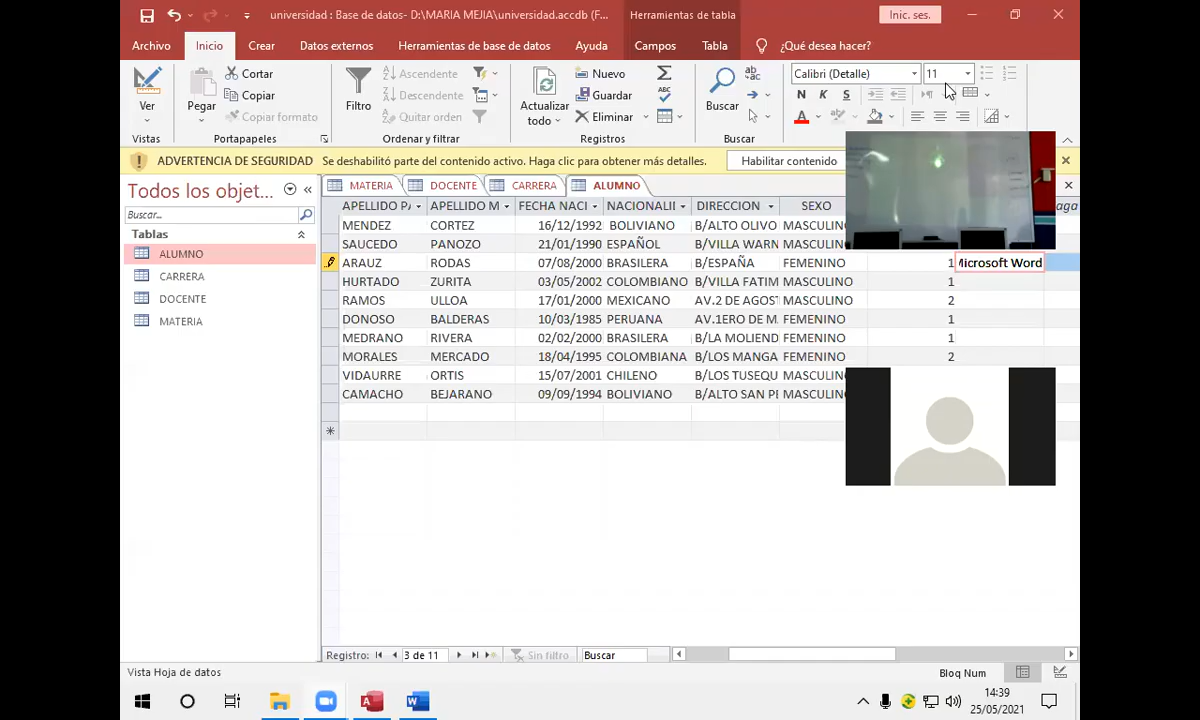 universidad : Base de datos- D:\MARIA MEJIA\universidad.accdb (F...
Herramientas de tabla
Inic. ses.
Archivo Inicio Crear Datos externos Herramientas de base de datos Ayuda Campos Tabla ¿Qué desea hacer?
Ver
Pegar
Cortar
Copiar
Copiar formato
Filtro
Ascendente
Descendente
Quitar orden
Actualizar
todo
Nuevo
Guardar
Eliminar
Buscar
Calibri (Detalle) 11
N K S
Vistas Portapapeles Ordenar y filtrar Registros Buscar
ADVERTENCIA DE SEGURIDAD Se deshabilitó parte del contenido activo. Haga clic para obtener más detalles. Habilitar contenido
Todos los objet...
Buscar...
Tablas
ALUMNO
CARRERA
DOCENTE
MATERIA
MATERIA DOCENTE CARRERA ALUMNO
APELLIDO PA APELLIDO M FECHA NACI NACIONALII DIRECCION SEXO aga
MENDEZ CORTEZ 16/12/1992 BOLIVIANO B/ALTO OLIVO MASCULINO
SAUCEDO PANOZO 21/01/1990 ESPAÑOL B/VILLA WARN MASCULINO
ARAUZ RODAS 07/08/2000 BRASILERA B/ESPAÑA FEMENINO 1 Microsoft Word
HURTADO ZURITA 03/05/2002 COLOMBIANO B/VILLA FATIM MASCULINO 1
RAMOS ULLOA 17/01/2000 MEXICANO AV.2 DE AGOST MASCULINO 2
DONOSO BALDERAS 10/03/1985 PERUANA AV.1ERO DE M. FEMENINO 1
MEDRANO RIVERA 02/02/2000 BRASILERA B/LA MOLIEND FEMENINO 1
MORALES MERCADO 18/04/1995 COLOMBIANA B/LOS MANGA FEMENINO 2
VIDAURRE ORTIS 15/07/2001 CHILENO B/LOS TUSEQU MASCULINO
CAMACHO BEJARANO 09/09/1994 BOLIVIANO B/ALTO SAN PE MASCULINO
Registro: 3 de 11 Sin filtro Buscar
Vista Hoja de datos
Bloq Num
14:39
25/05/2021